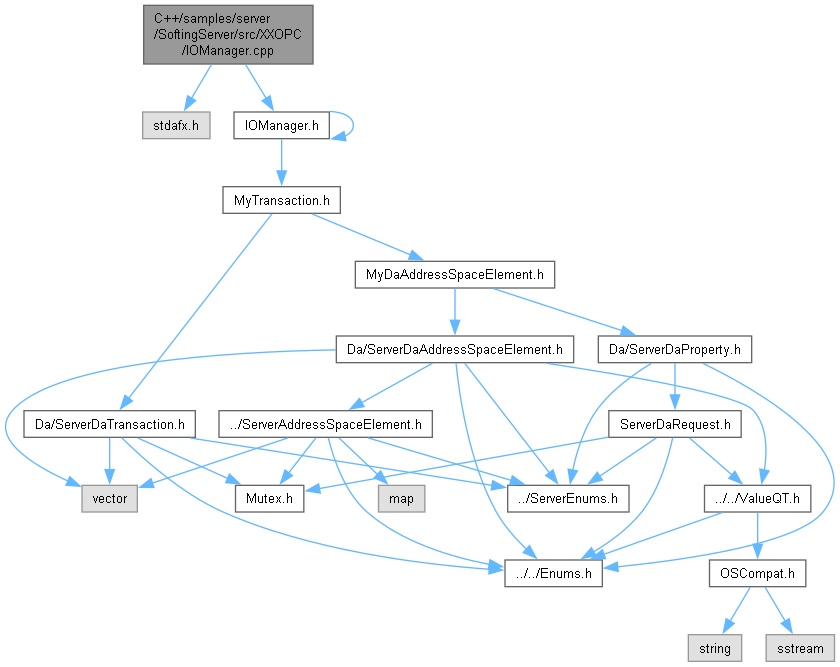 C++/samples/server
/SoftingServer/src/XXOPC
/IOManager.cpp
stdafx.h
IOManager.h
MyTransaction.h
MyDaAddressSpaceElement.h
Da/ServerDaAddressSpaceElement.h
Da/ServerDaProperty.h
Da/ServerDaTransaction.h
../ServerAddressSpaceElement.h
ServerDaRequest.h
vector
Mutex.h
map
../ServerEnums.h
../../ValueQT.h
../../Enums.h
OSCompat.h
string
sstream